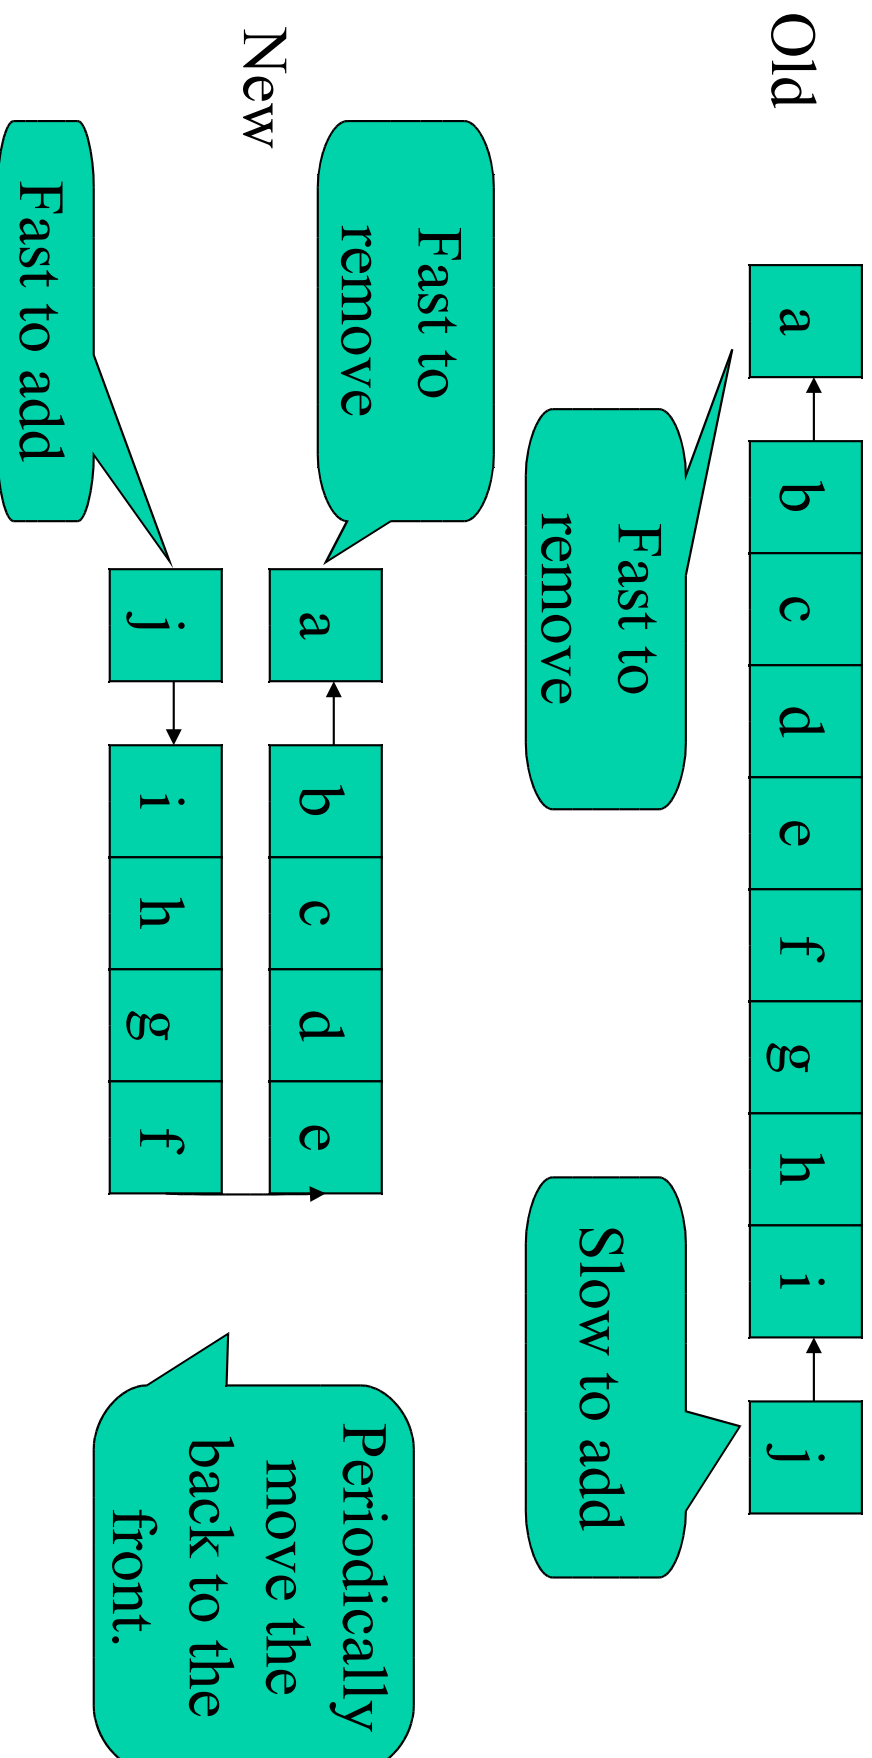 Old
a
b
c
d
e
f
g
h
i
j
Fast to
remove
Slow to add
New
Fast to
remove
a
b
c
d
e
j
i
h
g
f
Fast to add
Periodically
move the
back to the
front.